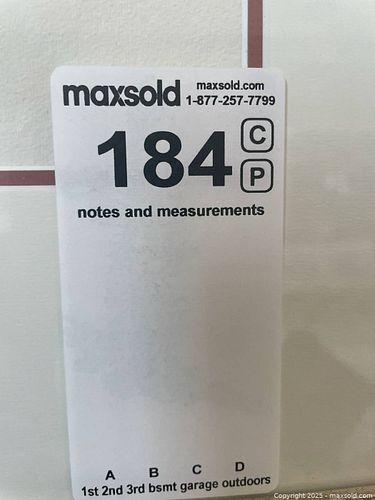 maxsold maxsold.com
1-877-257-7799
184 C
P
notes and measurements
A B C D
1st 2nd 3rd bsmt garage outdoors
Copyright 2025 - maxsold.com